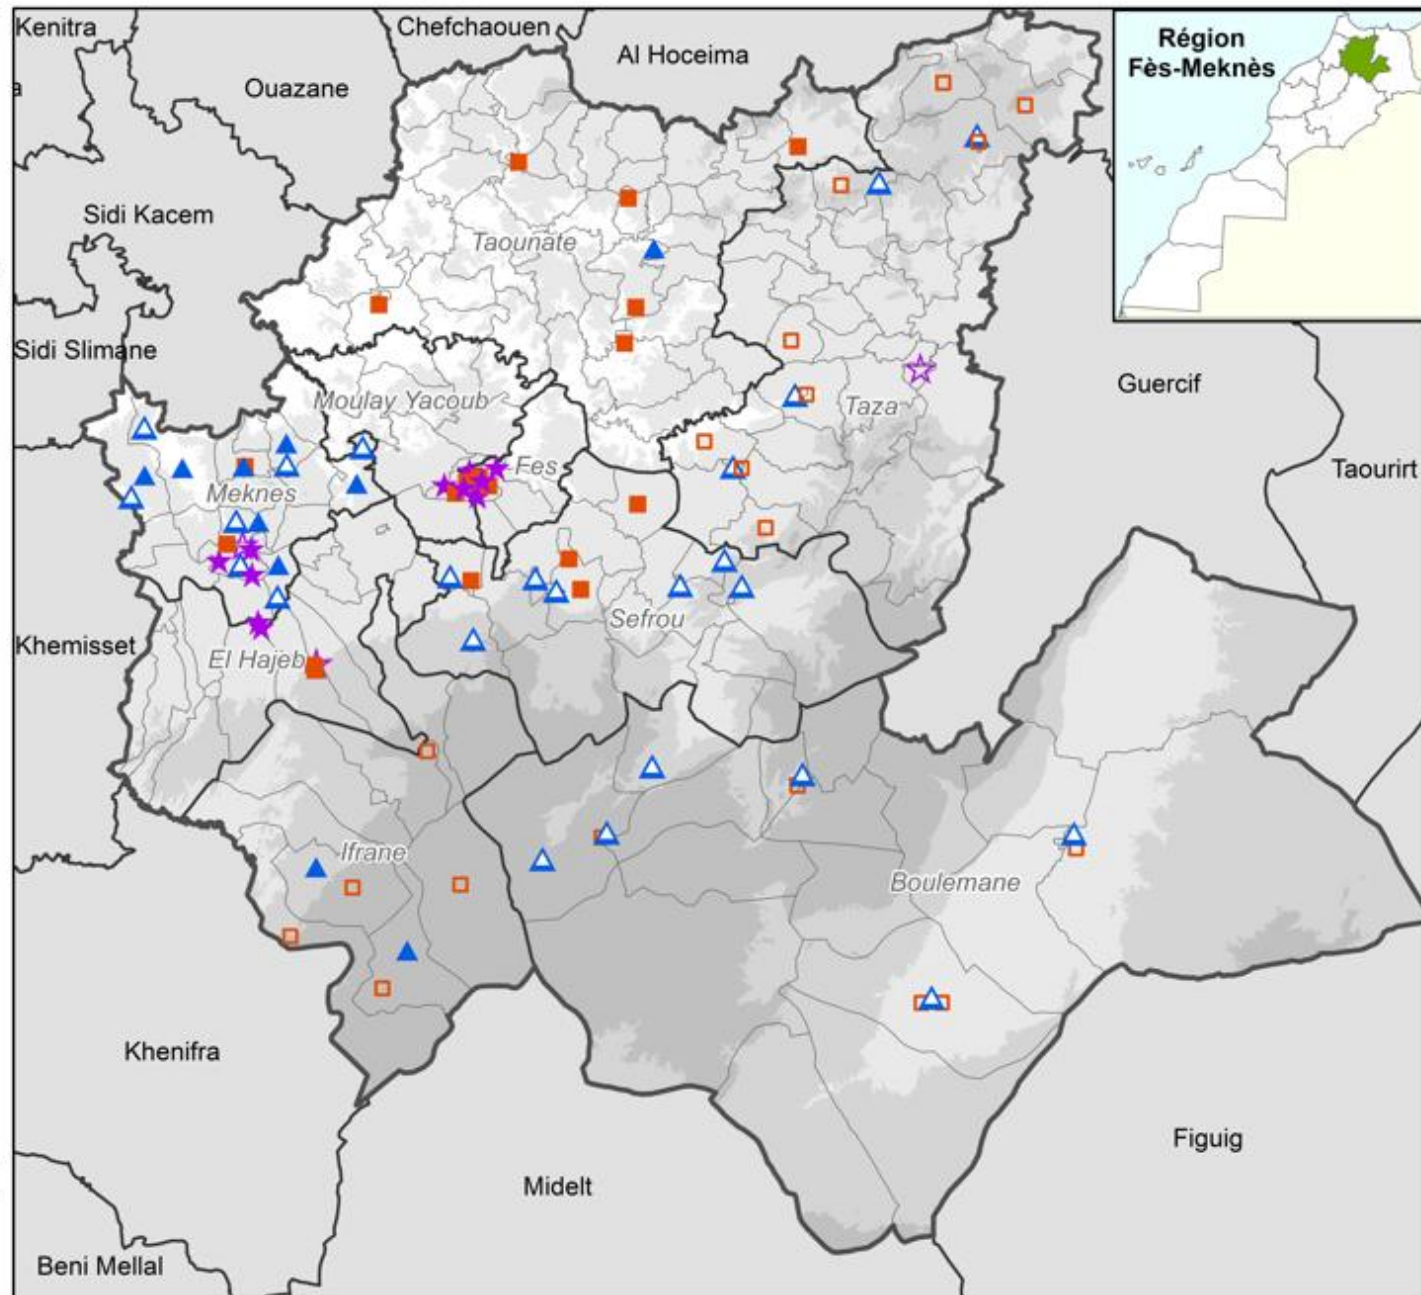 Kenitra
Chefchaouen
Al Hoceima
Région
Fès-Meknès
a
Ouazane
Sidi Kacem
Taounate
Sidi Slimane
Guercif
Moulay Yacoub
Taza
Fes
Taourirt
Meknes
Sefrou
Khemisset
El Hajeb
Ifrane
Boulemane
Khenifra
Figuig
Midelt
Beni Mellal